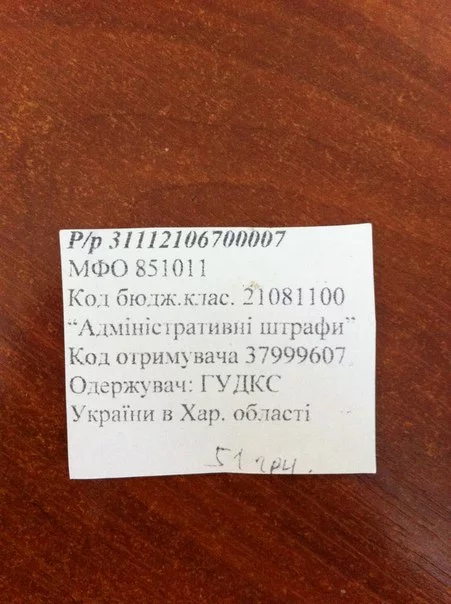 Р/р 31112106700007
МФО 851011
Код бюдж.клас. 21081100
“Адміністративні штрафи”
Код отримувача 37999607
Одержувач: ГУДКС
України в Хар. області
51 грн.